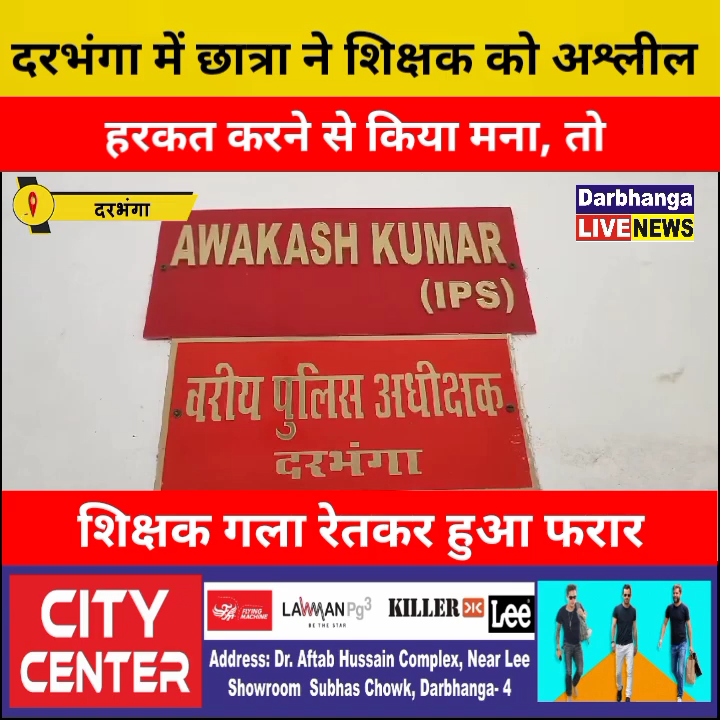 दरभंगा में छात्रा ने शिक्षक को अश्लील
हरकत करने से किया मना, तो
दरभंगा
Darbhanga
LIVE NEWS
AWAKASH KUMAR
(IPS)
वरीय पुलिस अधीक्षक
दरभंगा
शिक्षक गला रेतकर हुआ फरार
CITY
CENTER
FLYING
MACHINE
LAWMAN Pg3
BE THE STAR
KILLER
Lee
Address: Dr. Aftab Hussain Complex, Near Lee
Showroom Subhas Chowk, Darbhanga- 4